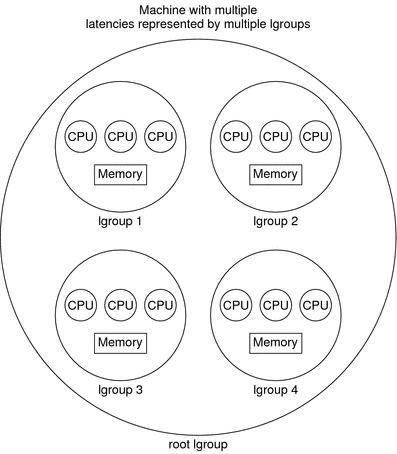 Machine with multiple
latencies represented by multiple lgroups
CPU CPU CPU
Memory
lgroup 1
CPU CPU CPU
Memory
lgroup 2
CPU CPU CPU
Memory
lgroup 3
CPU CPU CPU
Memory
lgroup 4
root lgroup